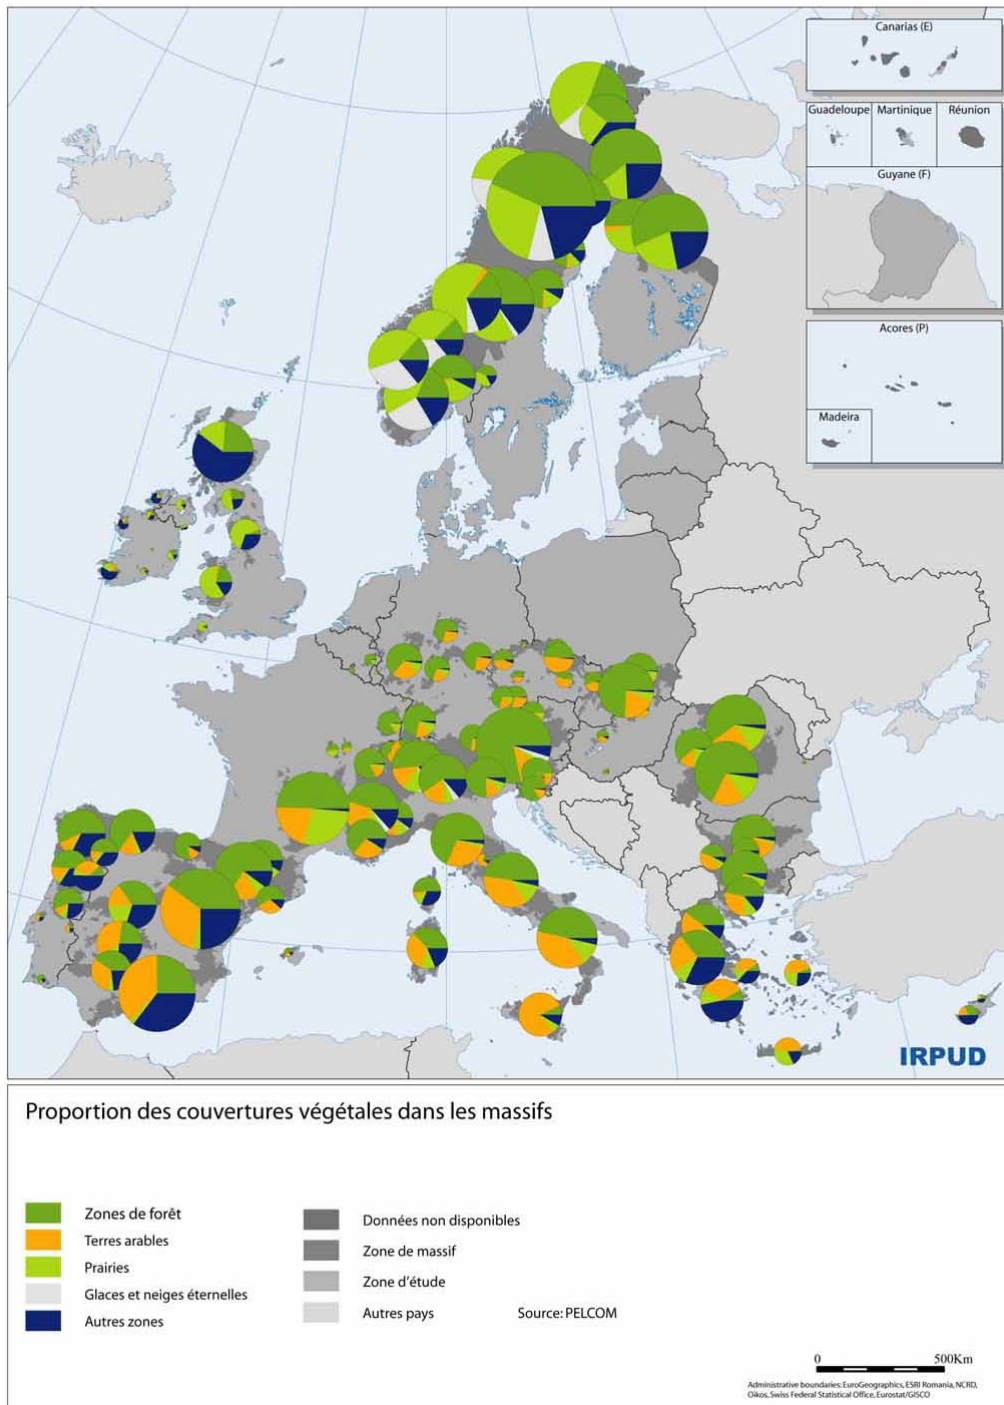 Canarias (E)
Guadeloupe
Martinique
Réunion
Guyane (F)
Acores (P)
Madeira
IRPUD
Proportion des couvertures végétales dans les massifs
Zones de forêt
Terres arables
Prairies
Glaces et neiges éternelles
Autres zones
Données non disponibles
Zone de massif
Zone d'étude
Autres pays
Source: PELCOM
0 500Km
Administrative boundaries: EuroGeographics, ESRI Romania, NCRD,
Oikos, Swiss Federal Statistical Office, Eurostat/GISCO